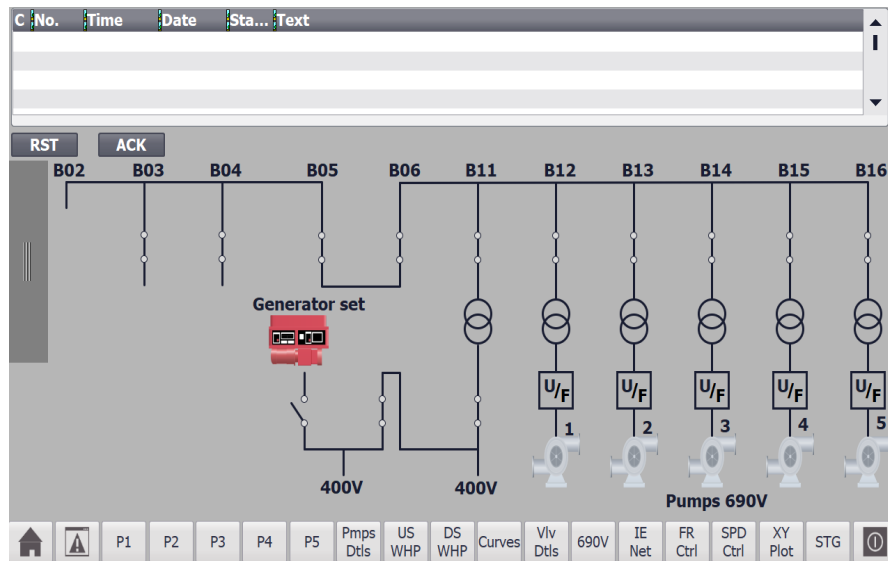 C No. Time Date Sta... Text
RST ACK
B02 B03 B04 B05 B06 B11 B12 B13 B14 B15 B16
Generator set
U/F U/F U/F U/F U/F
1 2 3 4 5
400V 400V
Pumps 690V
P1 P2 P3 P4 P5 Pmps Dtls US WHP DS WHP Curves Vlv Dtls 690V IE Net FR Ctrl SPD Ctrl XY Plot STG